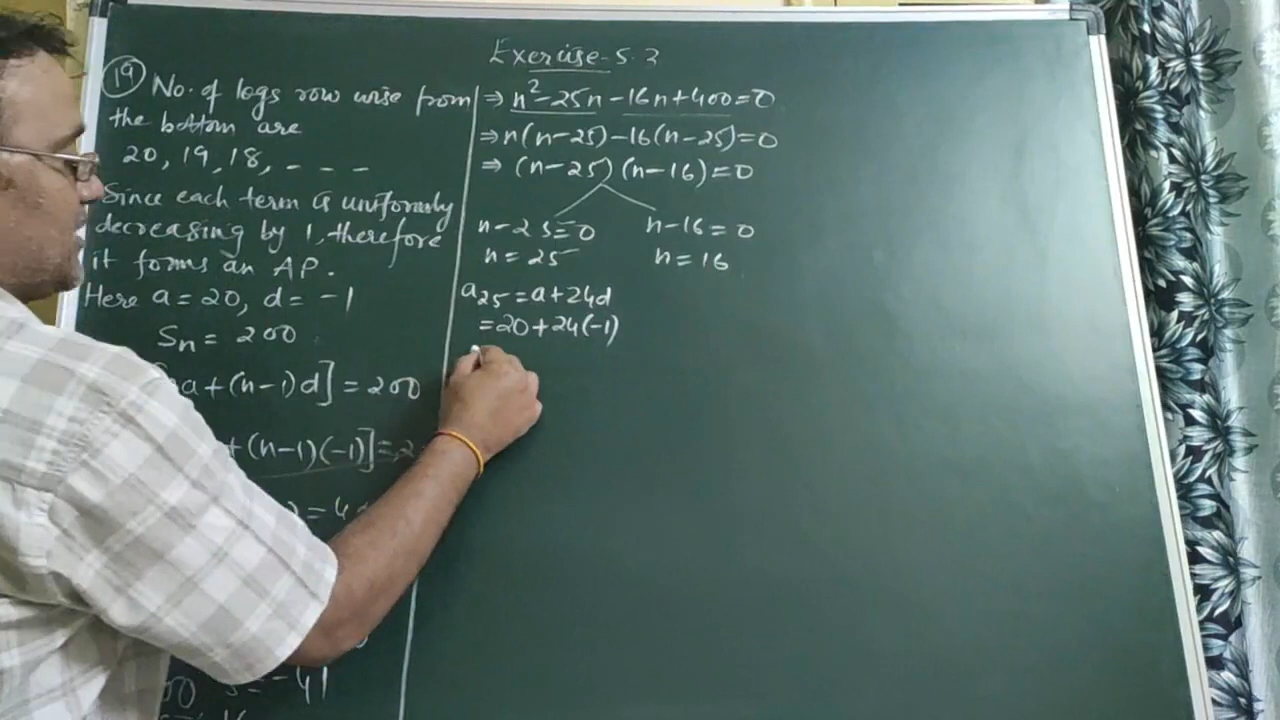 Exercise-5.3
19 No. of logs row wise from
the bottom are
20, 19, 18, - - -
Since each term is uniformly
decreasing by 1, therefore
it forms an AP.
Here a = 20, d = -1
Sn = 200
a + (n-1)d] = 200
+ (n-1)(-1)] = 2
= 4
-41
⇒ n² - 25n - 16n + 400 = 0
⇒ n(n-25) - 16(n-25) = 0
⇒ (n-25) (n-16) = 0
n - 25 = 0 n - 16 = 0
n = 25 n = 16
a25 = a + 24d
= 20 + 24(-1)